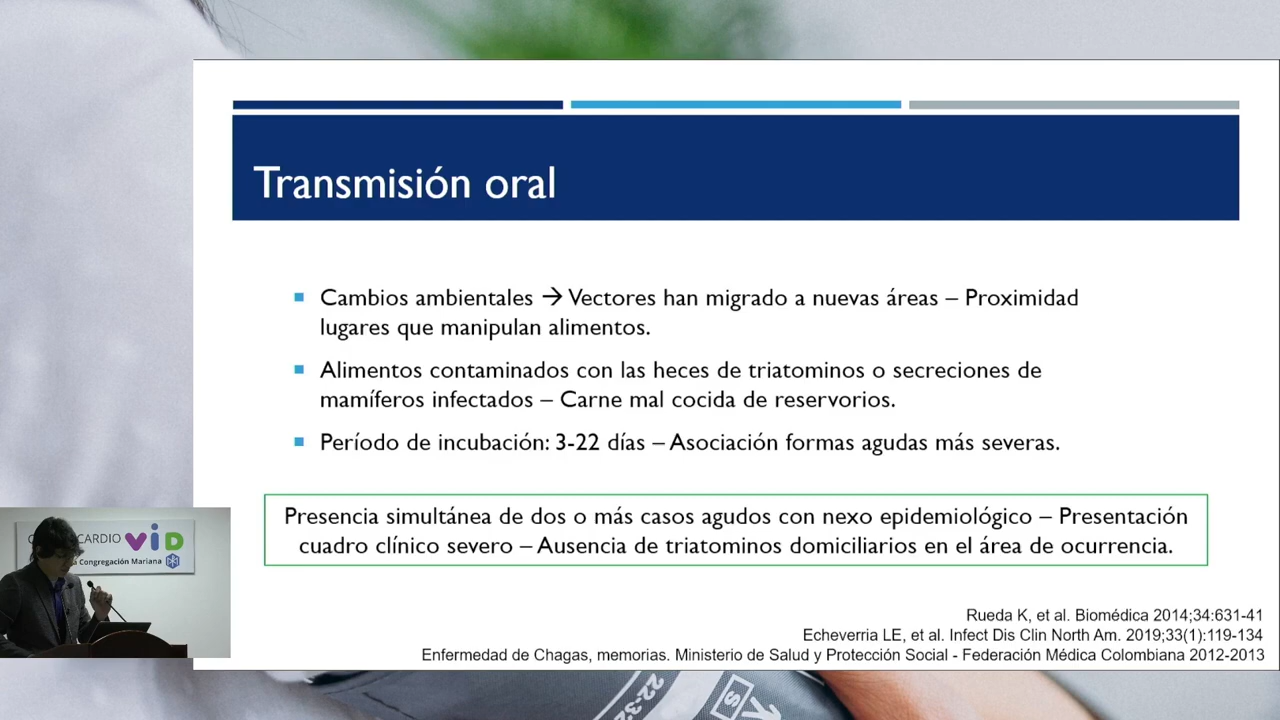 Transmisión oral
Cambios ambientales → Vectores han migrado a nuevas áreas – Proximidad
lugares que manipulan alimentos.
Alimentos contaminados con las heces de triatominos o secreciones de
mamíferos infectados – Carne mal cocida de reservorios.
Período de incubación: 3-22 días – Asociación formas agudas más severas.
Presencia simultánea de dos o más casos agudos con nexo epidemiológico – Presentación
cuadro clínico severo – Ausencia de triatominos domiciliarios en el área de ocurrencia.
Rueda K, et al. Biomédica 2014;34:631-41
Echeverria LE, et al. Infect Dis Clin North Am. 2019;33(1):119-134
Enfermedad de Chagas, memorias. Ministerio de Salud y Protección Social - Federación Médica Colombiana 2012-2013
CARDIO VID
Congregación Mariana
S